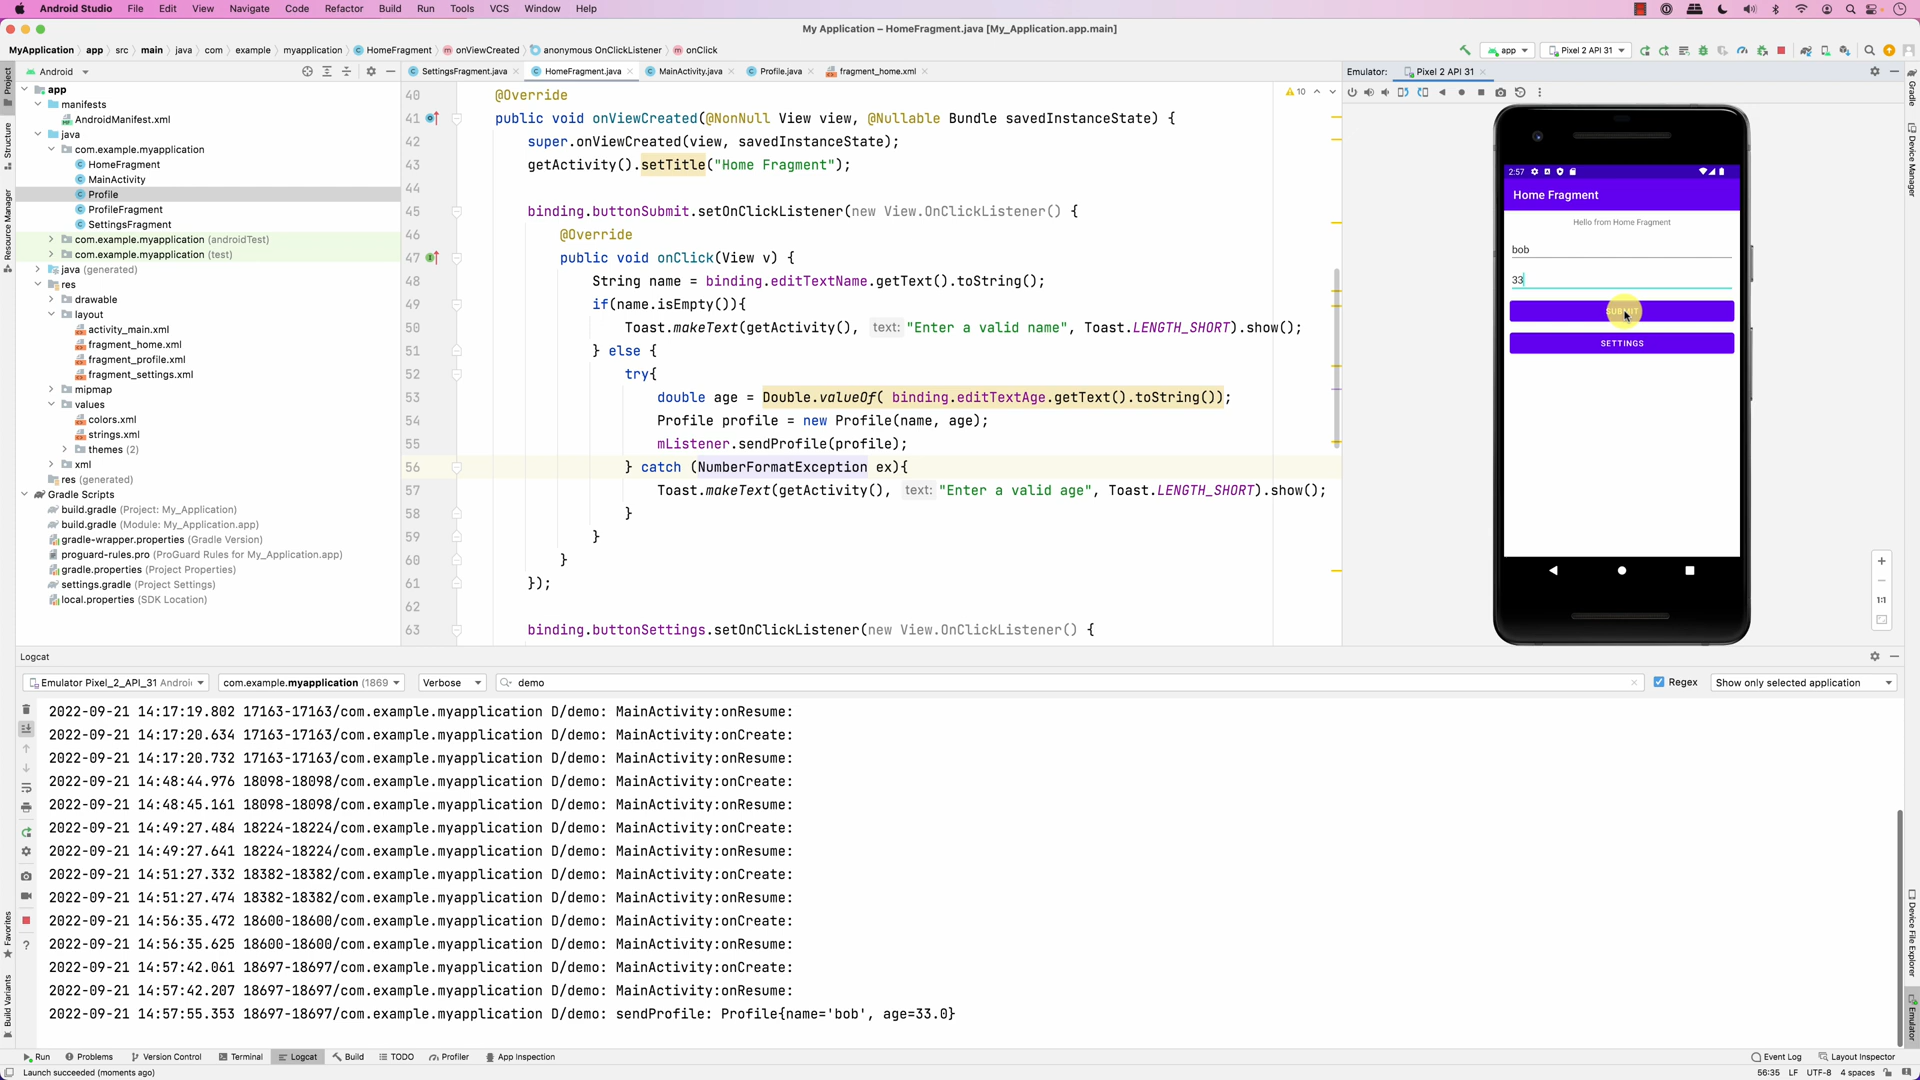 Android Studio File Edit View Navigate Code Refactor Build Run Tools VCS Window Help
My Application – HomeFragment.java [My_Application.app.main]
MyApplication app src main java com example myapplication HomeFragment onViewCreated anonymous OnClickListener onClick
app Pixel 2 API 31
Android
SettingsFragment.java HomeFragment.java MainActivity.java Profile.java fragment_home.xml
Emulator: Pixel 2 API 31
Project
Structure
Resource Manager
Favorites
Build Variants
Gradle
Device Manager
Device File Explorer
Emulator
app
manifests
AndroidManifest.xml
java
com.example.myapplication
HomeFragment
MainActivity
Profile
ProfileFragment
SettingsFragment
com.example.myapplication (androidTest)
com.example.myapplication (test)
java (generated)
res
drawable
layout
activity_main.xml
fragment_home.xml
fragment_profile.xml
fragment_settings.xml
mipmap
values
colors.xml
strings.xml
themes (2)
xml
res (generated)
Gradle Scripts
build.gradle (Project: My_Application)
build.gradle (Module: My_Application.app)
gradle-wrapper.properties (Gradle Version)
proguard-rules.pro (ProGuard Rules for My_Application.app)
gradle.properties (Project Properties)
settings.gradle (Project Settings)
local.properties (SDK Location)
10
40 @Override
41 public void onViewCreated(@NonNull View view, @Nullable Bundle savedInstanceState) {
42 super.onViewCreated(view, savedInstanceState);
43 getActivity().setTitle("Home Fragment");
44
45 binding.buttonSubmit.setOnClickListener(new View.OnClickListener() {
46 @Override
47 public void onClick(View v) {
48 String name = binding.editTextName.getText().toString();
49 if(name.isEmpty()){
50 Toast.makeText(getActivity(), text: "Enter a valid name", Toast.LENGTH_SHORT).show();
51 } else {
52 try{
53 double age = Double.valueOf( binding.editTextAge.getText().toString());
54 Profile profile = new Profile(name, age);
55 mListener.sendProfile(profile);
56 } catch (NumberFormatException ex){
57 Toast.makeText(getActivity(), text: "Enter a valid age", Toast.LENGTH_SHORT).show();
58 }
59 }
60 }
61 });
62
63 binding.buttonSettings.setOnClickListener(new View.OnClickListener() {
2:57
Home Fragment
Hello from Home Fragment
bob
33
SUBMIT
SETTINGS
1:1
Logcat
Emulator Pixel_2_API_31 Androi com.example.myapplication (1869 Verbose demo Regex Show only selected application
2022-09-21 14:17:19.802 17163-17163/com.example.myapplication D/demo: MainActivity:onResume:
2022-09-21 14:17:20.634 17163-17163/com.example.myapplication D/demo: MainActivity:onCreate:
2022-09-21 14:17:20.732 17163-17163/com.example.myapplication D/demo: MainActivity:onResume:
2022-09-21 14:48:44.976 18098-18098/com.example.myapplication D/demo: MainActivity:onCreate:
2022-09-21 14:48:45.161 18098-18098/com.example.myapplication D/demo: MainActivity:onResume:
2022-09-21 14:49:27.484 18224-18224/com.example.myapplication D/demo: MainActivity:onCreate:
2022-09-21 14:49:27.641 18224-18224/com.example.myapplication D/demo: MainActivity:onResume:
2022-09-21 14:51:27.332 18382-18382/com.example.myapplication D/demo: MainActivity:onCreate:
2022-09-21 14:51:27.474 18382-18382/com.example.myapplication D/demo: MainActivity:onResume:
2022-09-21 14:56:35.472 18600-18600/com.example.myapplication D/demo: MainActivity:onCreate:
2022-09-21 14:56:35.625 18600-18600/com.example.myapplication D/demo: MainActivity:onResume:
2022-09-21 14:57:42.061 18697-18697/com.example.myapplication D/demo: MainActivity:onCreate:
2022-09-21 14:57:42.207 18697-18697/com.example.myapplication D/demo: MainActivity:onResume:
2022-09-21 14:57:55.353 18697-18697/com.example.myapplication D/demo: sendProfile: Profile{name='bob', age=33.0}
Run Problems Version Control Terminal Logcat Build TODO Profiler App Inspection Event Log Layout Inspector
Launch succeeded (moments ago) 56:35 LF UTF-8 4 spaces